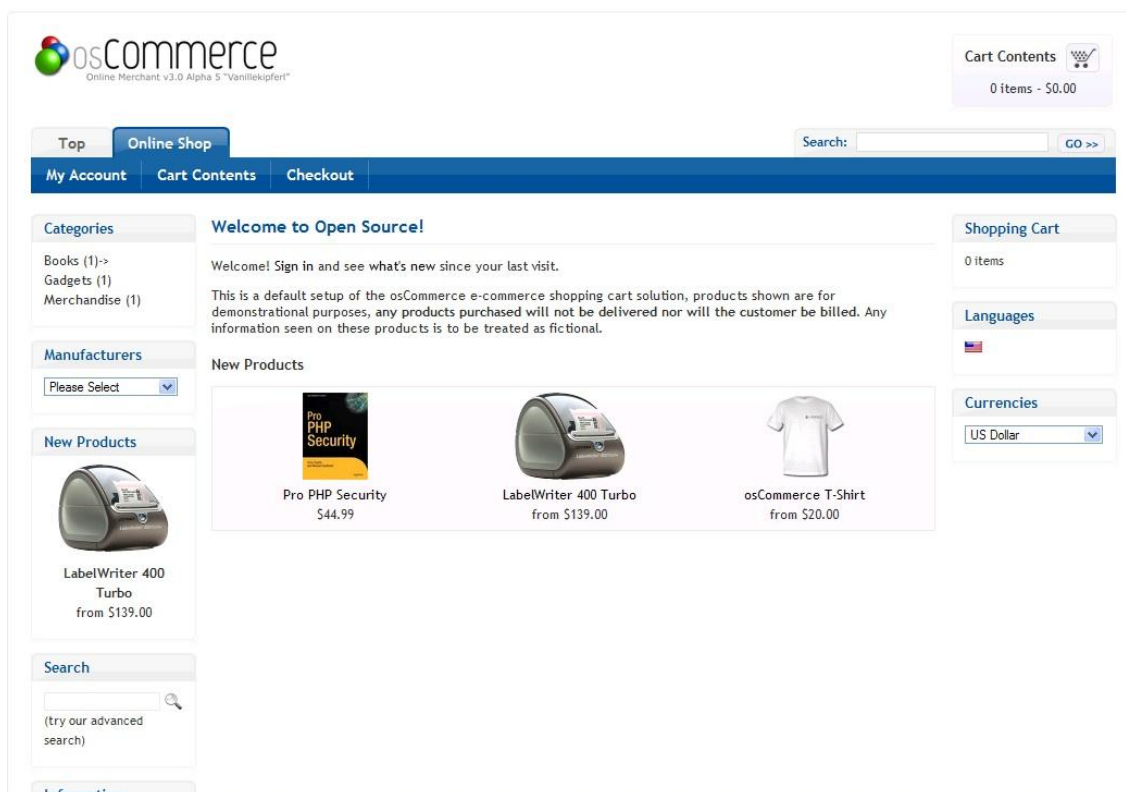 osCommerce
Online Merchant v3.0 Alpha 5 "Vanillekipferl"
Cart Contents
0 items - $0.00
Top
Online Shop
Search:
GO >>
My Account
Cart Contents
Checkout
Categories
Books (1)->
Gadgets (1)
Merchandise (1)
Manufacturers
Please Select
New Products
LabelWriter 400
Turbo
from $139.00
Search
(try our advanced
search)
Welcome to Open Source!
Welcome! Sign in and see what's new since your last visit.
This is a default setup of the osCommerce e-commerce shopping cart solution, products shown are for
demonstrational purposes, any products purchased will not be delivered nor will the customer be billed. Any
information seen on these products is to be treated as fictional.
New Products
Pro
PHP
Security
Pro PHP Security
$44.99
LabelWriter 400 Turbo
from $139.00
osCommerce T-Shirt
from $20.00
Shopping Cart
0 items
Languages
Currencies
US Dollar